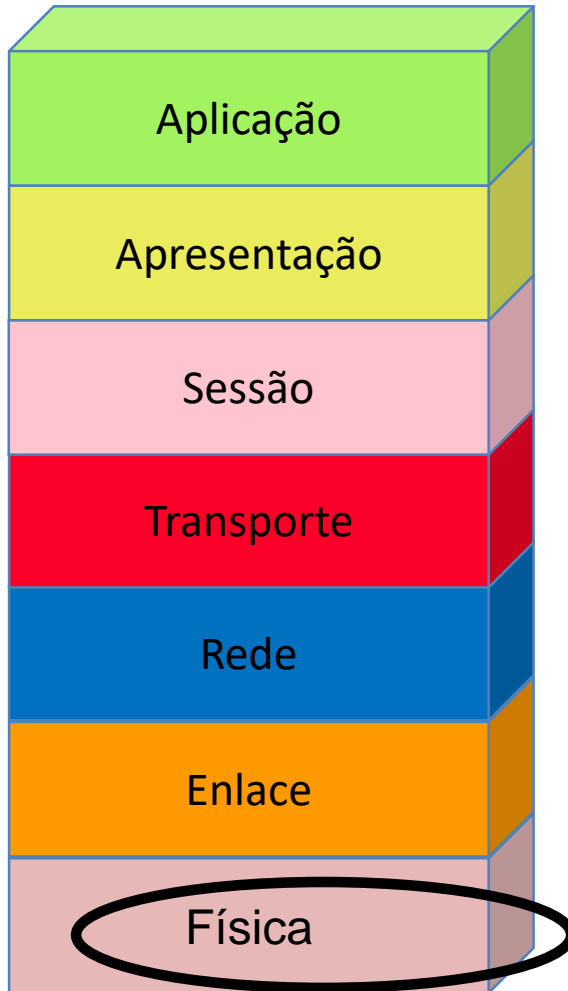 Aplicação
Apresentação
Sessão
Transporte
Rede
Enlace
Física